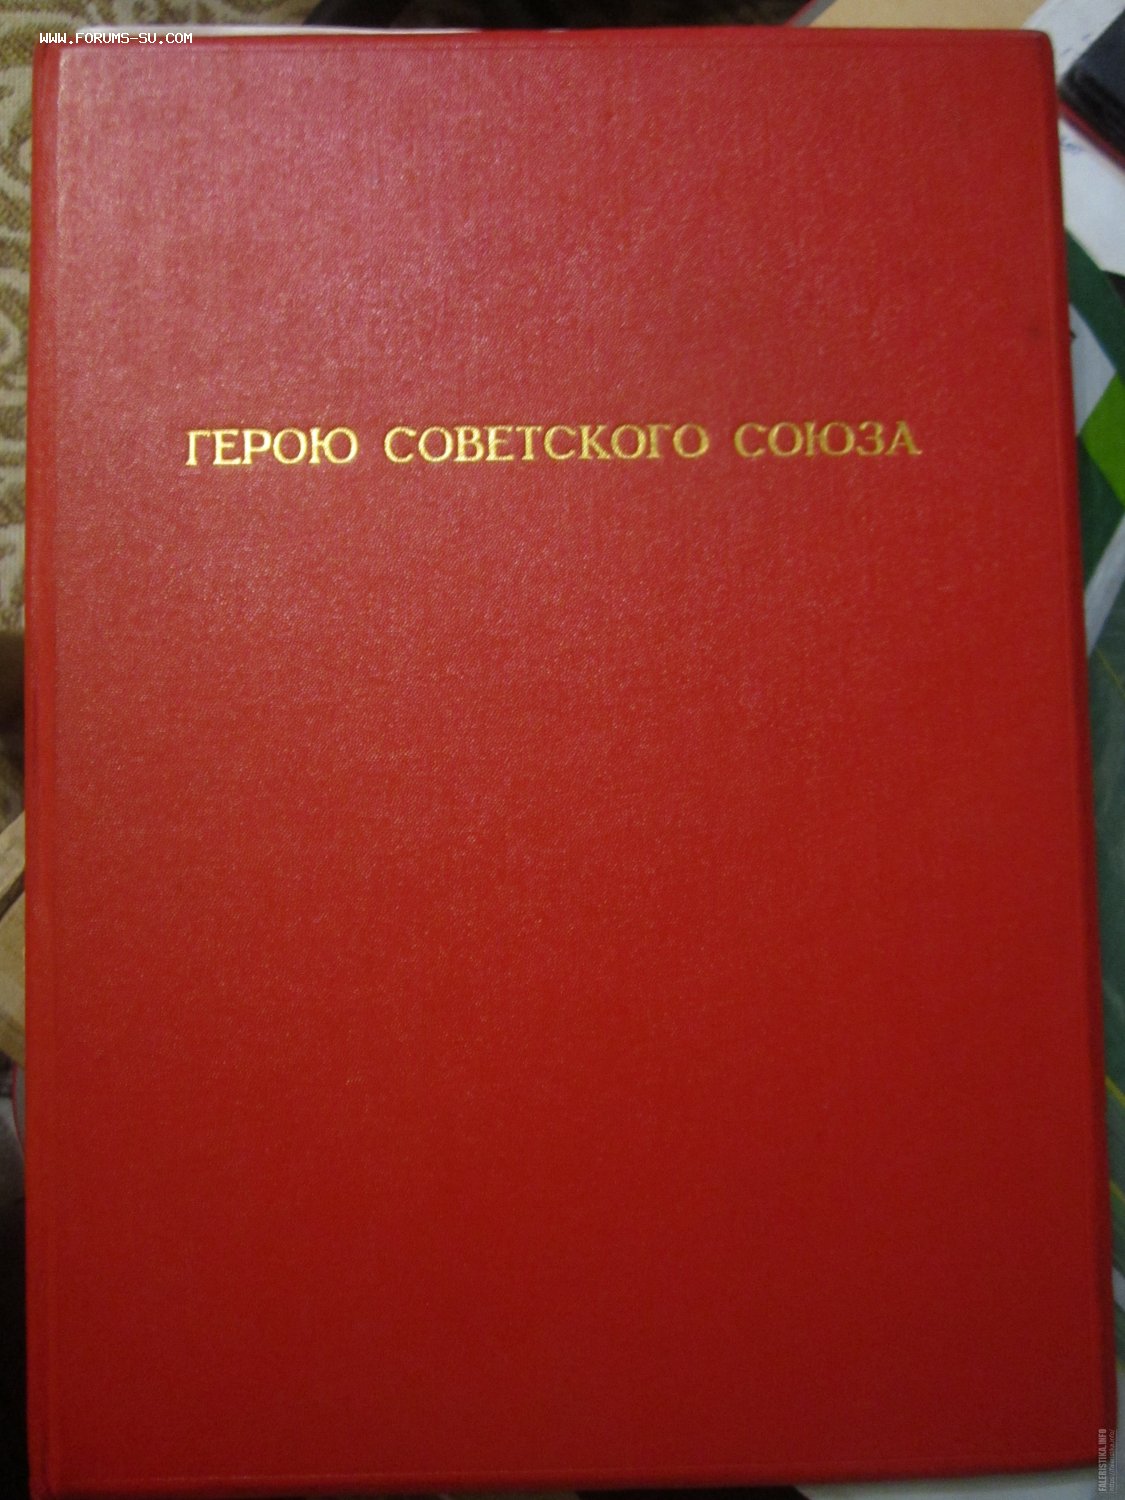 WWW.FORUMS-SU.COM
ГЕРОЮ СОВЕТСКОГО СОЮЗА
FALERISTIKA.INFO